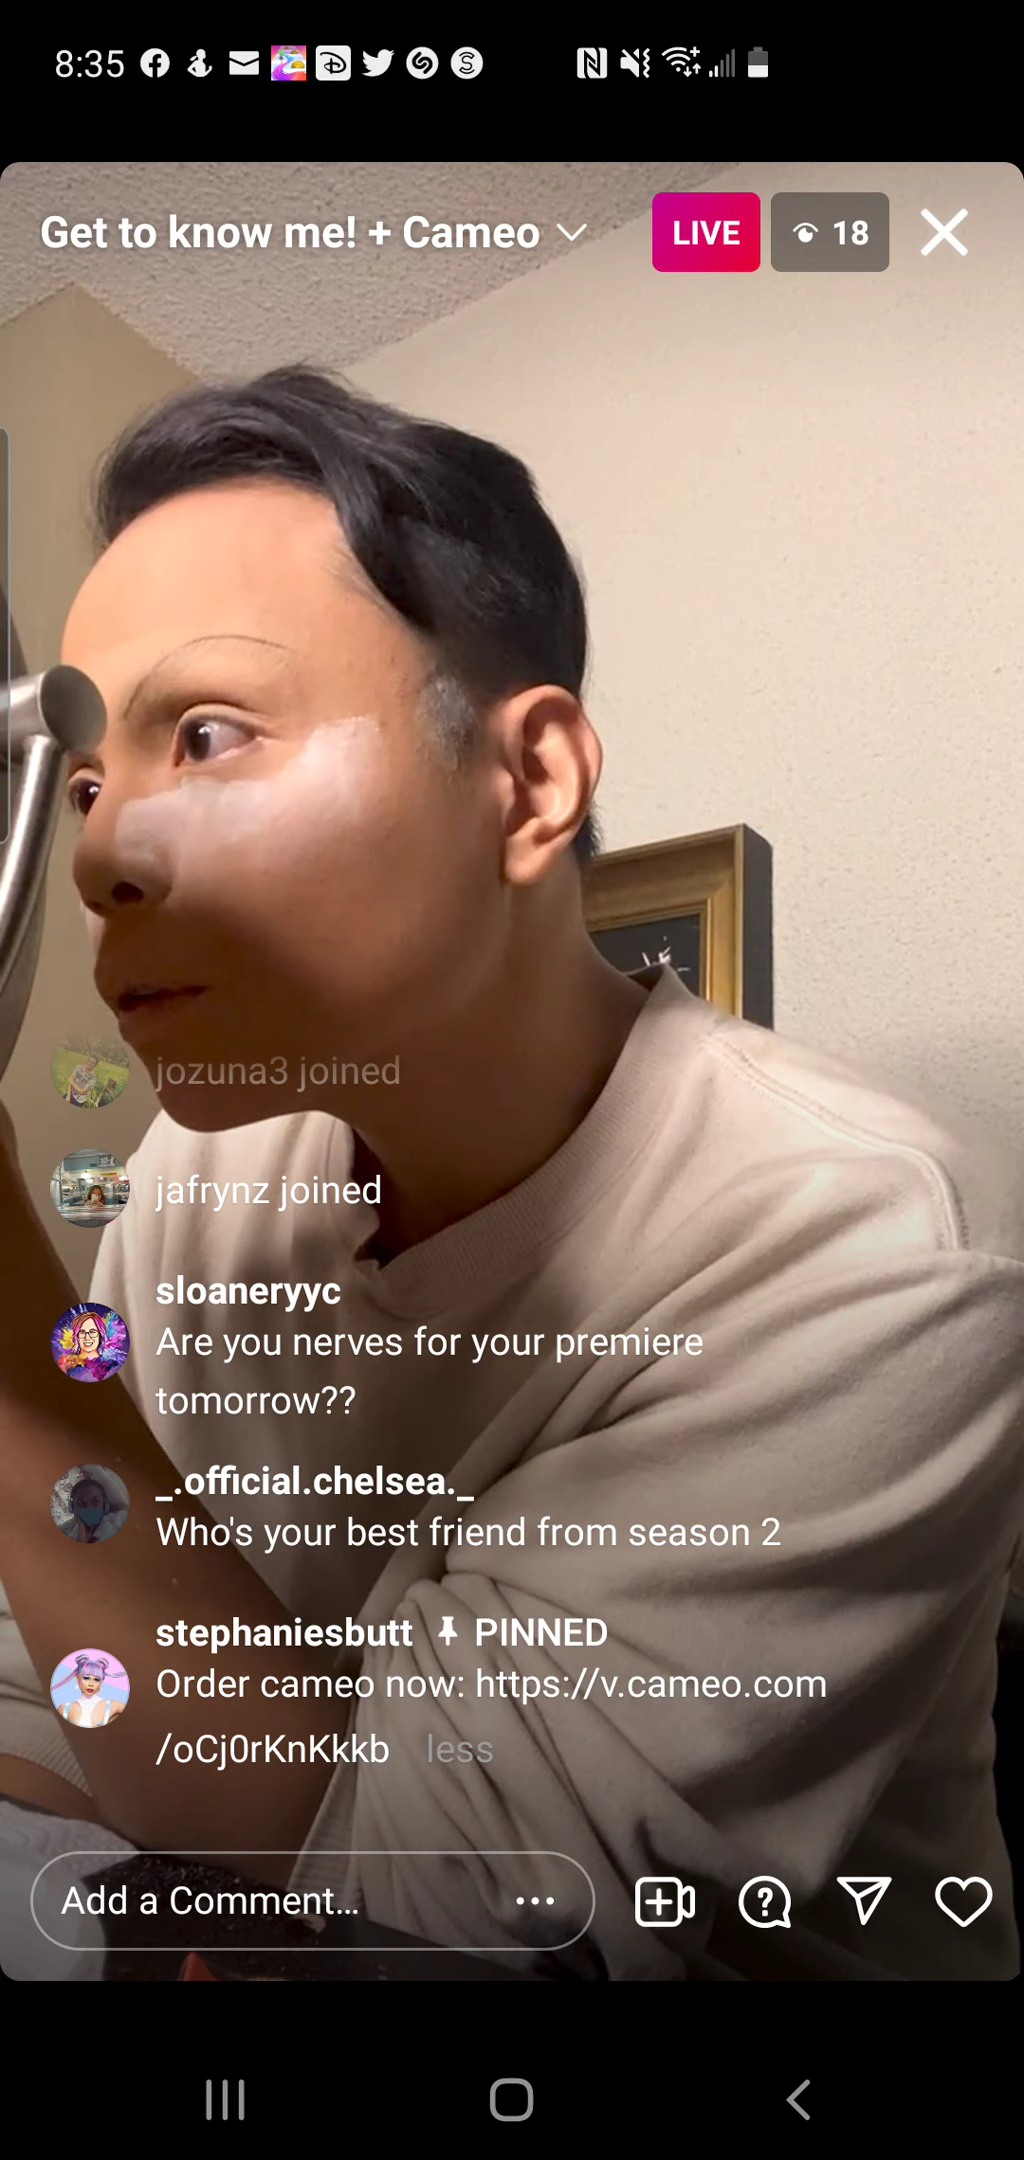 8:35
Get to know me! + Cameo
LIVE
18
jozuna3 joined
jafrynz joined
sloaneryyc
Are you nerves for your premiere
tomorrow??
_.official.chelsea._
Who's your best friend from season 2
stephaniesbutt PINNED
Order cameo now: https://v.cameo.com
/oCj0rKnKkkb less
Add a Comment...